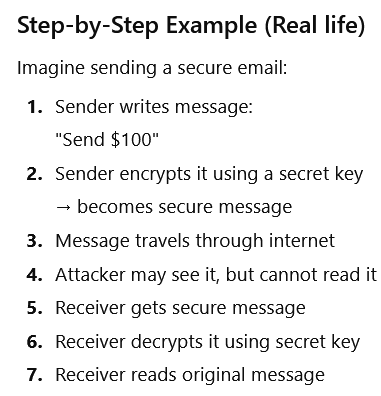 Step-by-Step Example (Real life)
Imagine sending a secure email:
1. Sender writes message:
"Send $100"
2. Sender encrypts it using a secret key
→ becomes secure message
3. Message travels through internet
4. Attacker may see it, but cannot read it
5. Receiver gets secure message
6. Receiver decrypts it using secret key
7. Receiver reads original message